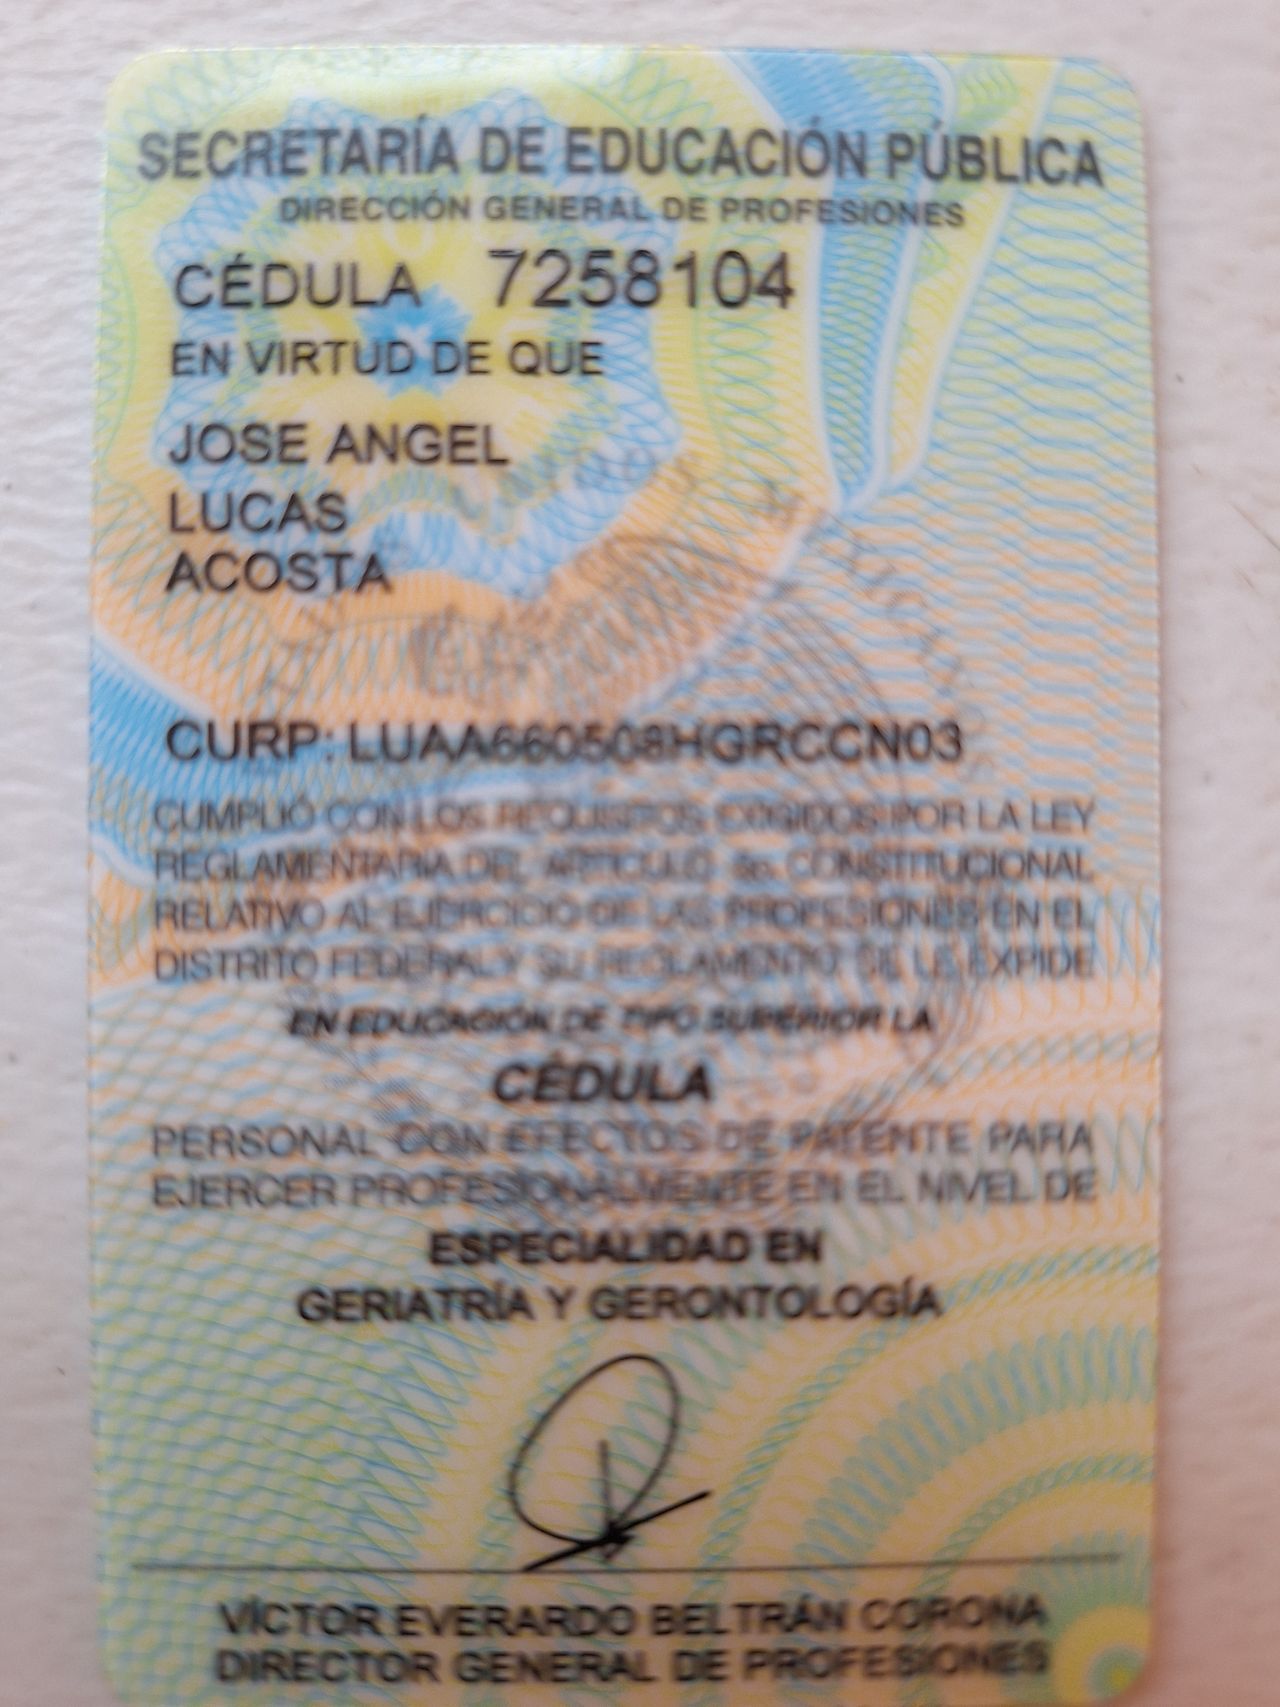 SECRETARÍA DE EDUCACIÓN PÚBLICA
DIRECCIÓN GENERAL DE PROFESIONES
CÉDULA 7258104
EN VIRTUD DE QUE
JOSE ANGEL
LUCAS
ACOSTA
CURP: LUAA660508HGRCCN03
CUMPLIÓ CON LOS REQUISITOS EXIGIDOS POR LA LEY
REGLAMENTARIA DEL ARTÍCULO 5o. CONSTITUCIONAL
RELATIVO AL EJERCICIO DE LAS PROFESIONES EN EL
DISTRITO FEDERAL Y SU REGLAMENTO SE LE EXPIDE
EN EDUCACIÓN DE TIPO SUPERIOR LA
CÉDULA
PERSONAL CON EFECTOS DE PATENTE PARA
EJERCER PROFESIONALMENTE EN EL NIVEL DE
ESPECIALIDAD EN
GERIATRÍA Y GERONTOLOGÍA
VÍCTOR EVERARDO BELTRÁN CORONA
DIRECTOR GENERAL DE PROFESIONES